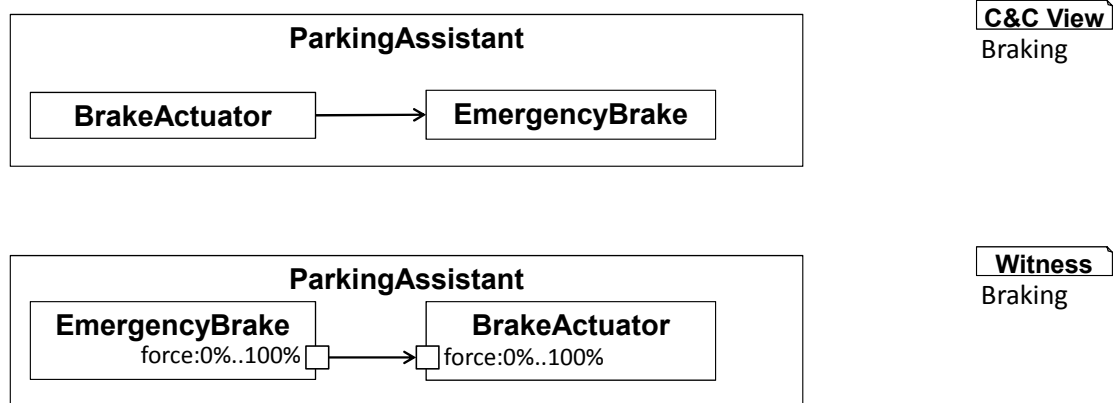 ParkingAssistant
C&C View
Braking
BrakeActuator
EmergencyBrake
ParkingAssistant
Witness
Braking
EmergencyBrake
force:0%..100%
BrakeActuator
force:0%..100%